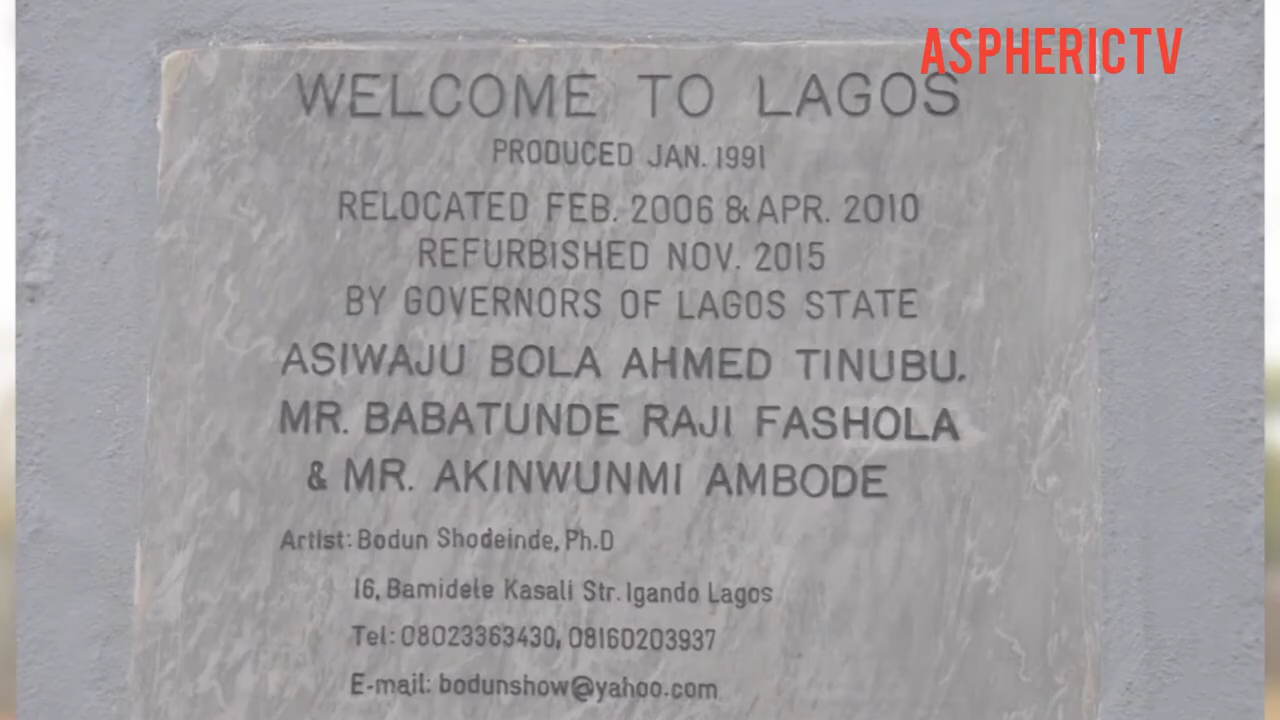 ASPHERICTV
WELCOME TO LAGOS
PRODUCED JAN. 1991
RELOCATED FEB. 2006 & APR. 2010
REFURBISHED NOV. 2015
BY GOVERNORS OF LAGOS STATE
ASIWAJU BOLA AHMED TINUBU.
MR. BABATUNDE RAJI FASHOLA
& MR. AKINWUNMI AMBODE
Artist: Bodun Shodeinde, Ph.D
16, Bamidele Kasali Str. Igando Lagos
Tel: 08023363430, 08160203937
E-mail: bodunshow@yahoo.com